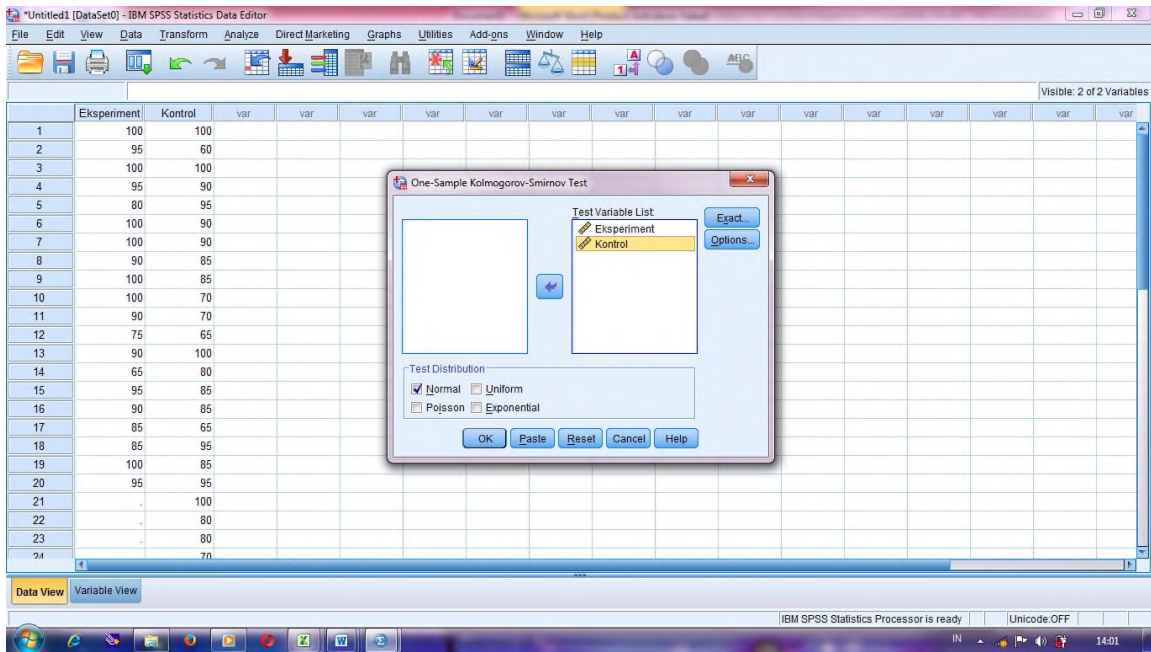 *Untitled1 [DataSet0] - IBM SPSS Statistics Data Editor
File Edit View Data Transform Analyze Direct Marketing Graphs Utilities Add-ons Window Help
Visible: 2 of 2 Variables
Eksperiment Kontrol var var var var var var var var var var var var var var var
1 100 100
2 95 60
3 100 100
4 95 90
5 80 95
6 100 90
7 100 90
8 90 85
9 100 85
10 100 70
11 90 70
12 75 65
13 90 100
14 65 80
15 95 85
16 90 85
17 85 65
18 85 95
19 100 85
20 95 95
21 . 100
22 . 80
23 . 80
24 70
One-Sample Kolmogorov-Smirnov Test
Test Variable List:
Eksperiment
Kontrol
Exact...
Options...
Test Distribution
Normal Uniform
Poisson Exponential
OK Paste Reset Cancel Help
Data View Variable View
IBM SPSS Statistics Processor is ready Unicode:OFF
IN 14:01